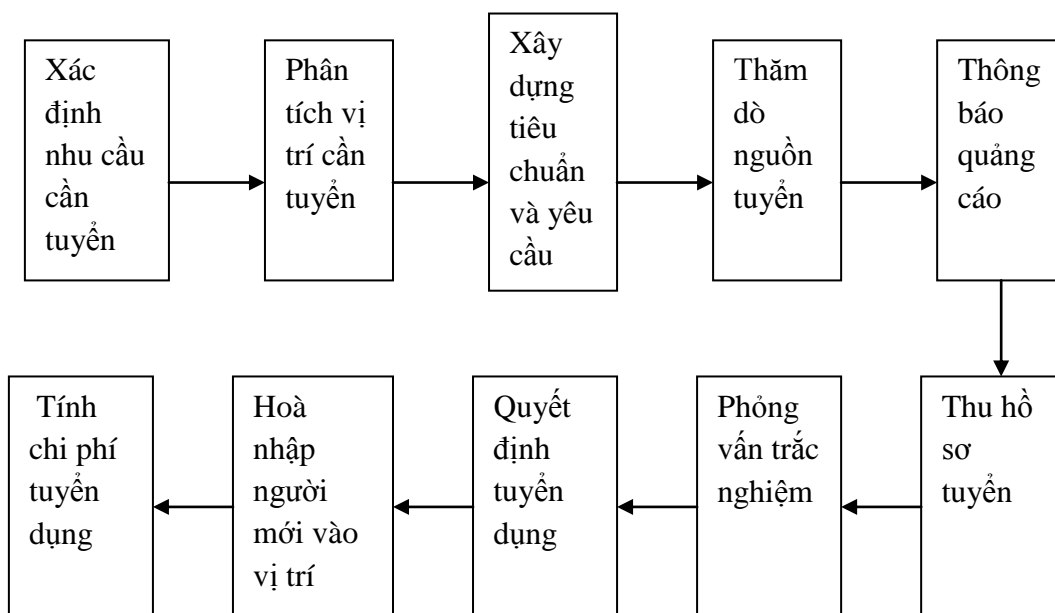 Xác
định
nhu cầu
cần
tuyển
Phân
tích vị
trí cần
tuyển
Xây
dựng
tiêu
chuẩn
và yêu
cầu
Thăm
dò
nguồn
tuyển
Thông
báo
quảng
cáo
Thu hồ
sơ
tuyển
Phỏng
vấn trắc
nghiệm
Quyết
định
tuyển
dụng
Hoà
nhập
người
mới vào
vị trí
Tính
chi phí
tuyển
dụng